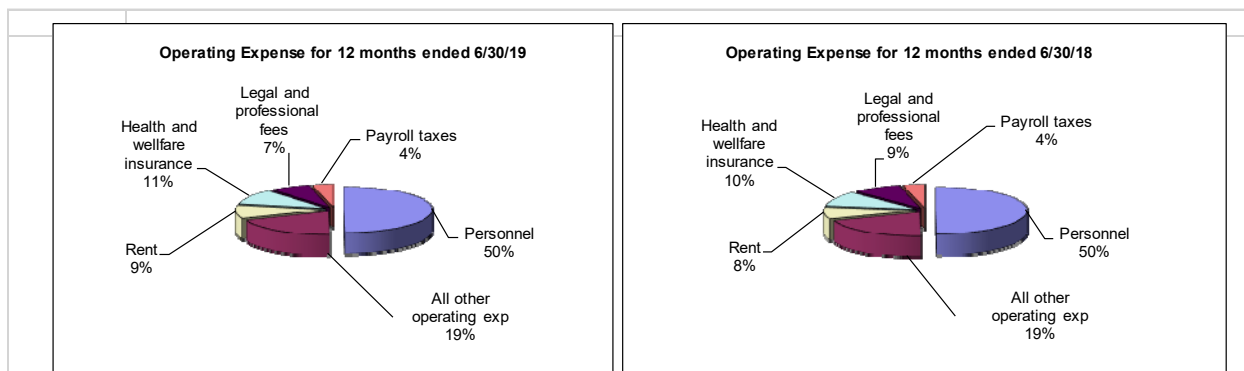 Operating Expense for 12 months ended 6/30/19
Legal and
professional
fees
7%
Payroll taxes
4%
Health and
welfare
insurance
11%
Rent
9%
Personnel
50%
All other
operating exp
19%
Operating Expense for 12 months ended 6/30/18
Legal and
professional
fees
9%
Payroll taxes
4%
Health and
welfare
insurance
10%
Rent
8%
Personnel
50%
All other
operating exp
19%